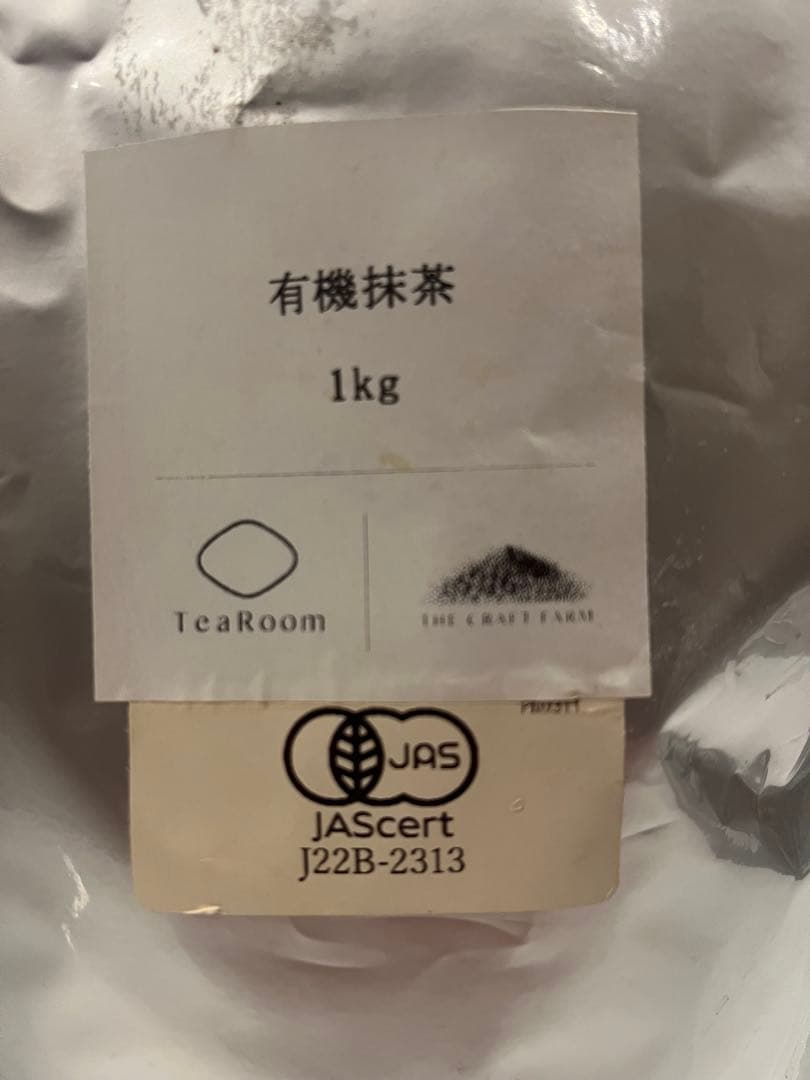 有機抹茶
1kg
TeaRoom
THE CRAFT FARM
JAS
JAScert
J22B-2313